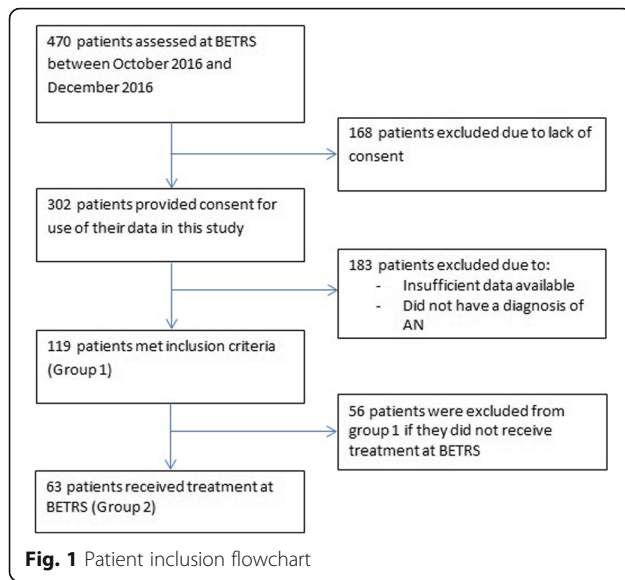 470 patients assessed at BETRS
between October 2016 and
December 2016
168 patients excluded due to lack of
consent
302 patients provided consent for
use of their data in this study
183 patients excluded due to:
- Insufficient data available
- Did not have a diagnosis of
AN
119 patients met inclusion criteria
(Group 1)
56 patients were excluded from
group 1 if they did not receive
treatment at BETRS
63 patients received treatment at
BETRS (Group 2)
Fig. 1 Patient inclusion flowchart